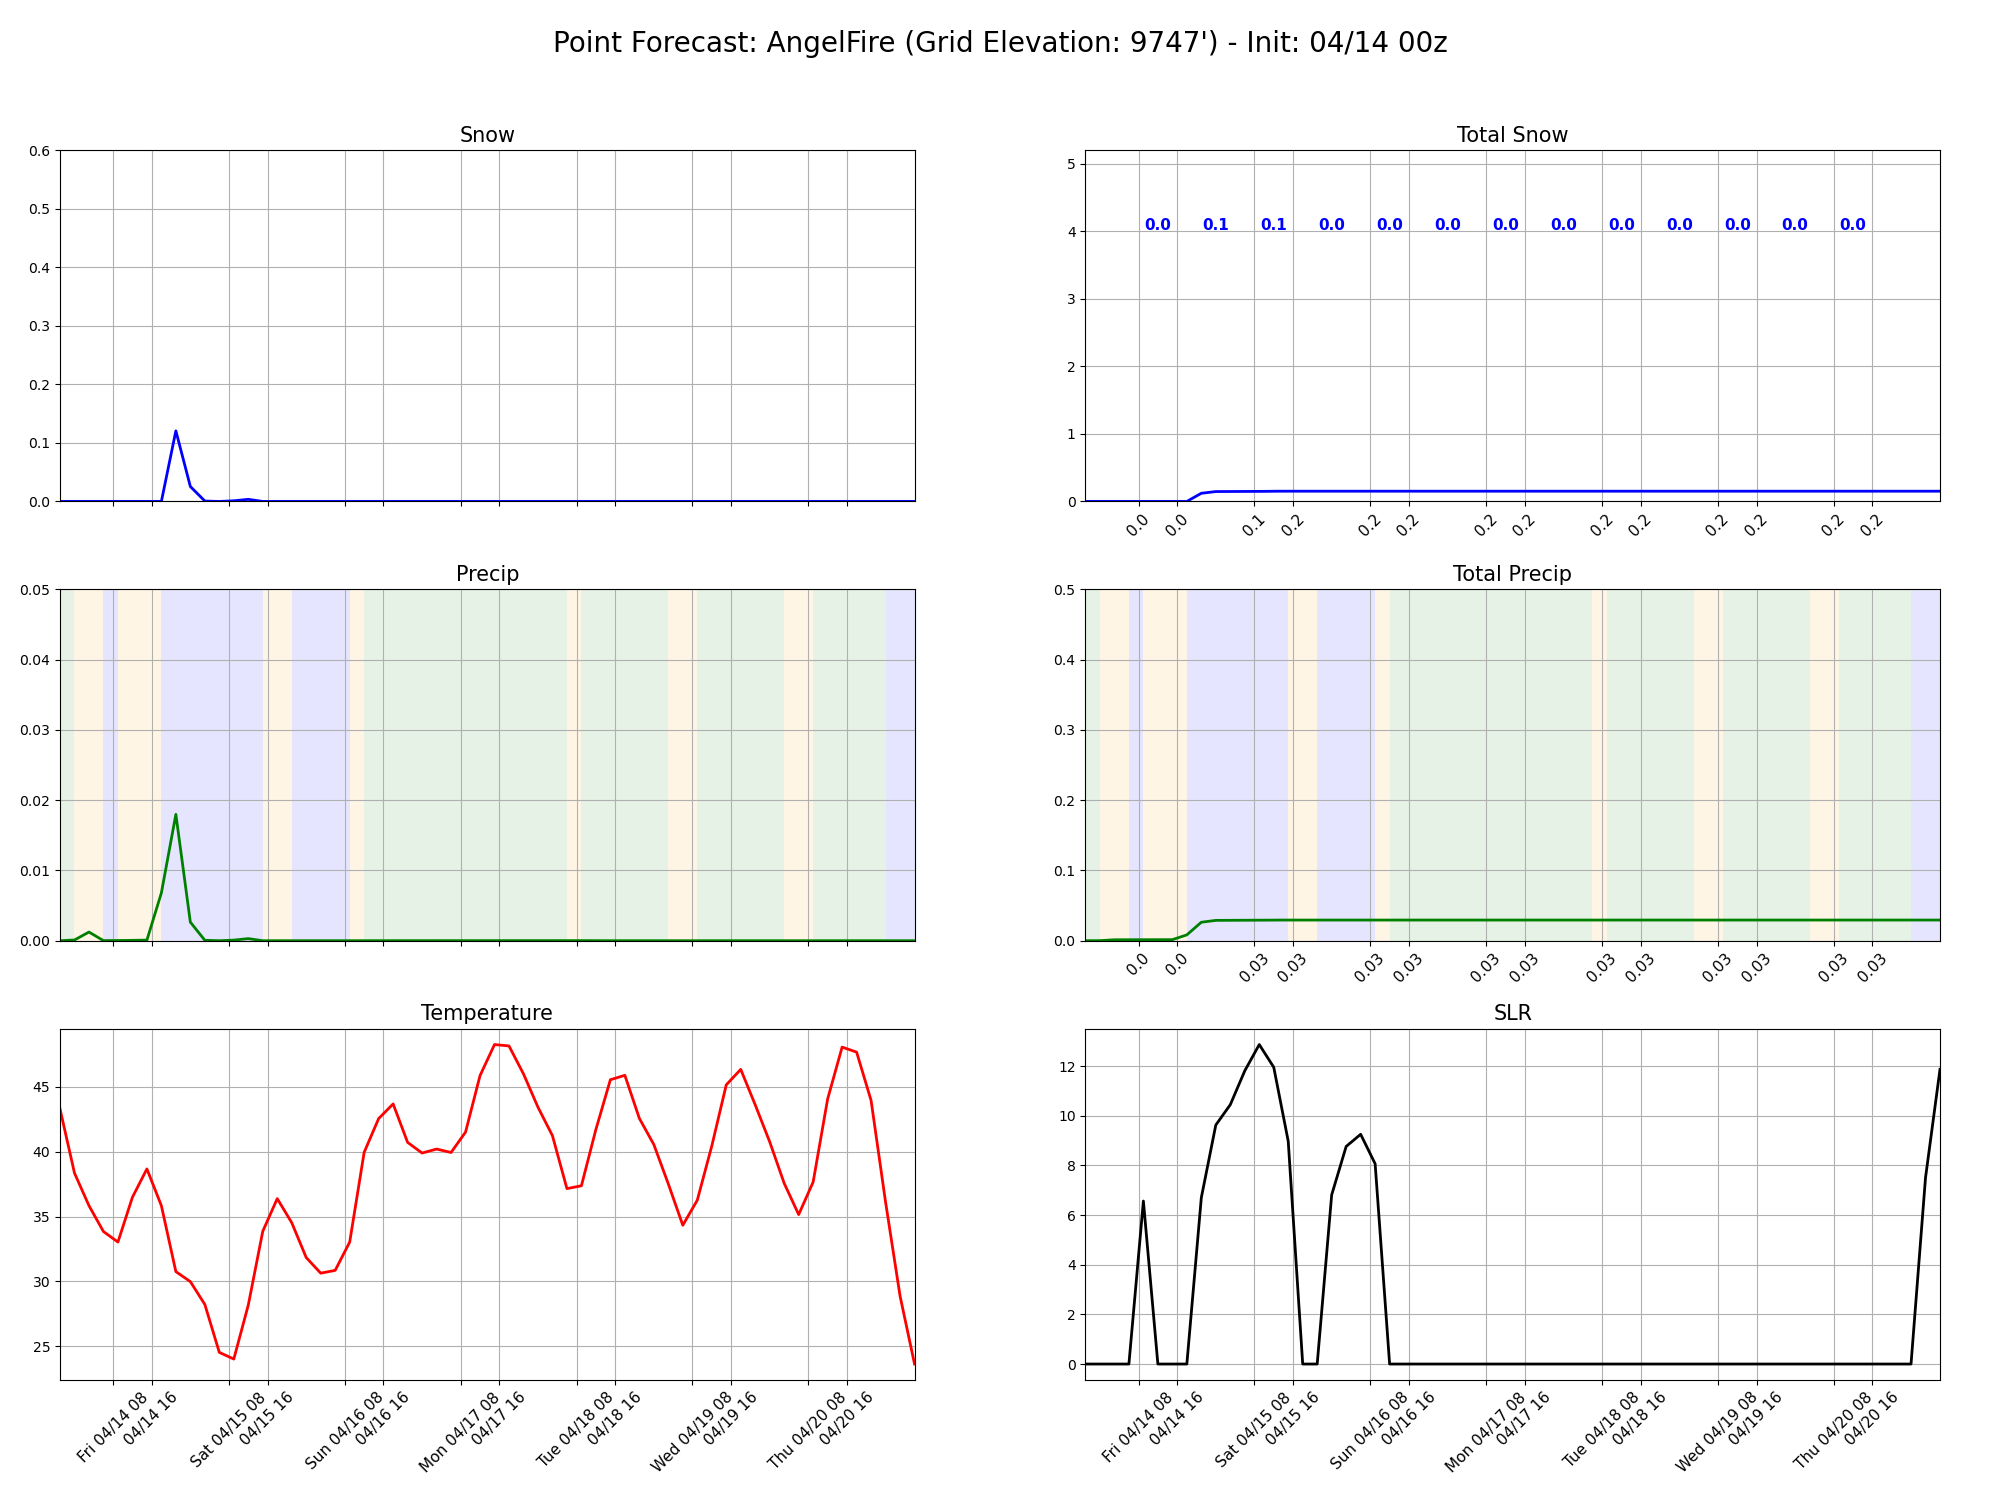 Point Forecast: AngelFire (Grid Elevation: 9747') - Init: 04/14 00z
Snow
0.6
0.5
0.4
0.3
0.2
0.1
0.0
Total Snow
5
4
3
2
1
0
0.0 0.1 0.1 0.0 0.0 0.0 0.0 0.0 0.0 0.0 0.0 0.0 0.0
0.0 0.0 0.1 0.2 0.2 0.2 0.2 0.2 0.2 0.2 0.2 0.2 0.2 0.2
Precip
0.05
0.04
0.03
0.02
0.01
0.00
Total Precip
0.5
0.4
0.3
0.2
0.1
0.0
0.0 0.0 0.03 0.03 0.03 0.03 0.03 0.03 0.03 0.03 0.03 0.03 0.03 0.03
Temperature
45
40
35
30
25
Fri 04/14 08
04/14 16
Sat 04/15 08
04/15 16
Sun 04/16 08
04/16 16
Mon 04/17 08
04/17 16
Tue 04/18 08
04/18 16
Wed 04/19 08
04/19 16
Thu 04/20 08
04/20 16
SLR
12
10
8
6
4
2
0
Fri 04/14 08
04/14 16
Sat 04/15 08
04/15 16
Sun 04/16 08
04/16 16
Mon 04/17 08
04/17 16
Tue 04/18 08
04/18 16
Wed 04/19 08
04/19 16
Thu 04/20 08
04/20 16